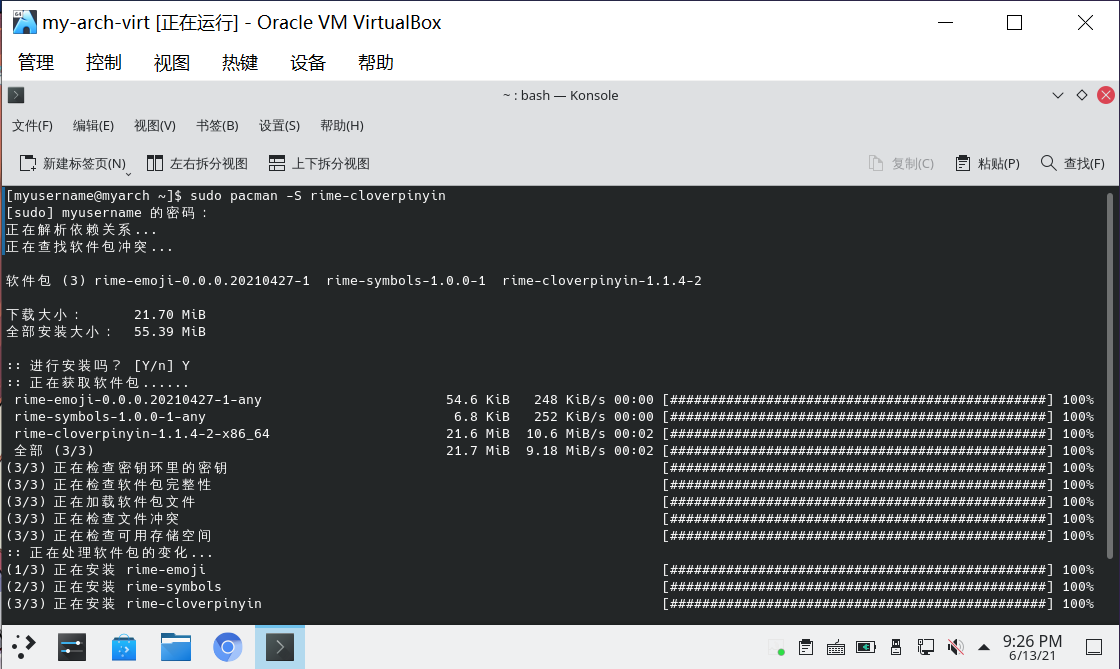 my-arch-virt [正在运行] - Oracle VM VirtualBox
管理 控制 视图 热键 设备 帮助
~ : bash — Konsole
文件(F) 编辑(E) 视图(V) 书签(B) 设置(S) 帮助(H)
新建标签页(N) 左右拆分视图 上下拆分视图 复制(C) 粘贴(P) 查找(F)
[myusername@myarch ~]$ sudo pacman -S rime-cloverpinyin
[sudo] myusername 的密码：
正在解析依赖关系...
正在查找软件包冲突...
软件包 (3) rime-emoji-0.0.0.20210427-1  rime-symbols-1.0.0-1  rime-cloverpinyin-1.1.4-2
下载大小：   21.70 MiB
全部安装大小：  55.39 MiB
:: 进行安装吗？ [Y/n] Y
:: 正在获取软件包......
rime-emoji-0.0.0.20210427-1-any 54.6 KiB 248 KiB/s 00:00 [###############################################] 100%
rime-symbols-1.0.0-1-any 6.8 KiB 252 KiB/s 00:00 [###############################################] 100%
rime-cloverpinyin-1.1.4-2-x86_64 21.6 MiB 10.6 MiB/s 00:02 [###############################################] 100%
全部 (3/3) 21.7 MiB 9.18 MiB/s 00:02 [###############################################] 100%
(3/3) 正在检查密钥环里的密钥 [###############################################] 100%
(3/3) 正在检查软件包完整性 [###############################################] 100%
(3/3) 正在加载软件包文件 [###############################################] 100%
(3/3) 正在检查文件冲突 [###############################################] 100%
(3/3) 正在检查可用存储空间 [###############################################] 100%
:: 正在处理软件包的变化...
(1/3) 正在安装 rime-emoji [###############################################] 100%
(2/3) 正在安装 rime-symbols [###############################################] 100%
(3/3) 正在安装 rime-cloverpinyin [###############################################] 100%
9:26 PM
6/13/21